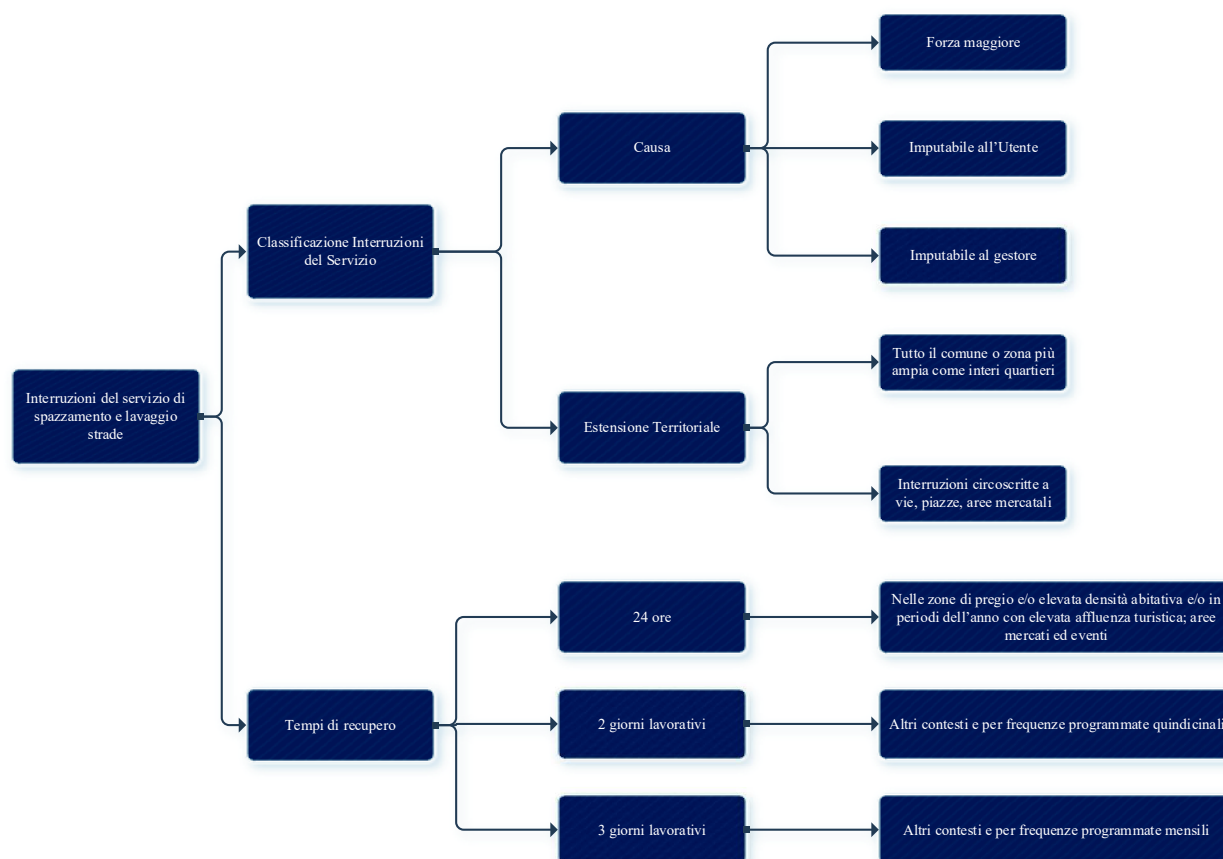 Forza maggiore
Causa
Imputabile all'Utente
Classificazione Interruzioni
del Servizio
Imputabile al gestore
Tutto il comune o zona più
ampia come interi quartieri
Interruzioni del servizio di
spazzamento e lavaggio
strade
Estensione Territoriale
Interruzioni circoscritte a
vie, piazze, aree mercatali
24 ore
Nelle zone di pregio e/o elevata densità abitativa e/o in
periodi dell'anno con elevata affluenza turistica; aree
mercati ed eventi
Tempi di recupero
2 giorni lavorativi
Altri contesti e per frequenze programmate quindicinali
3 giorni lavorativi
Altri contesti e per frequenze programmate mensili